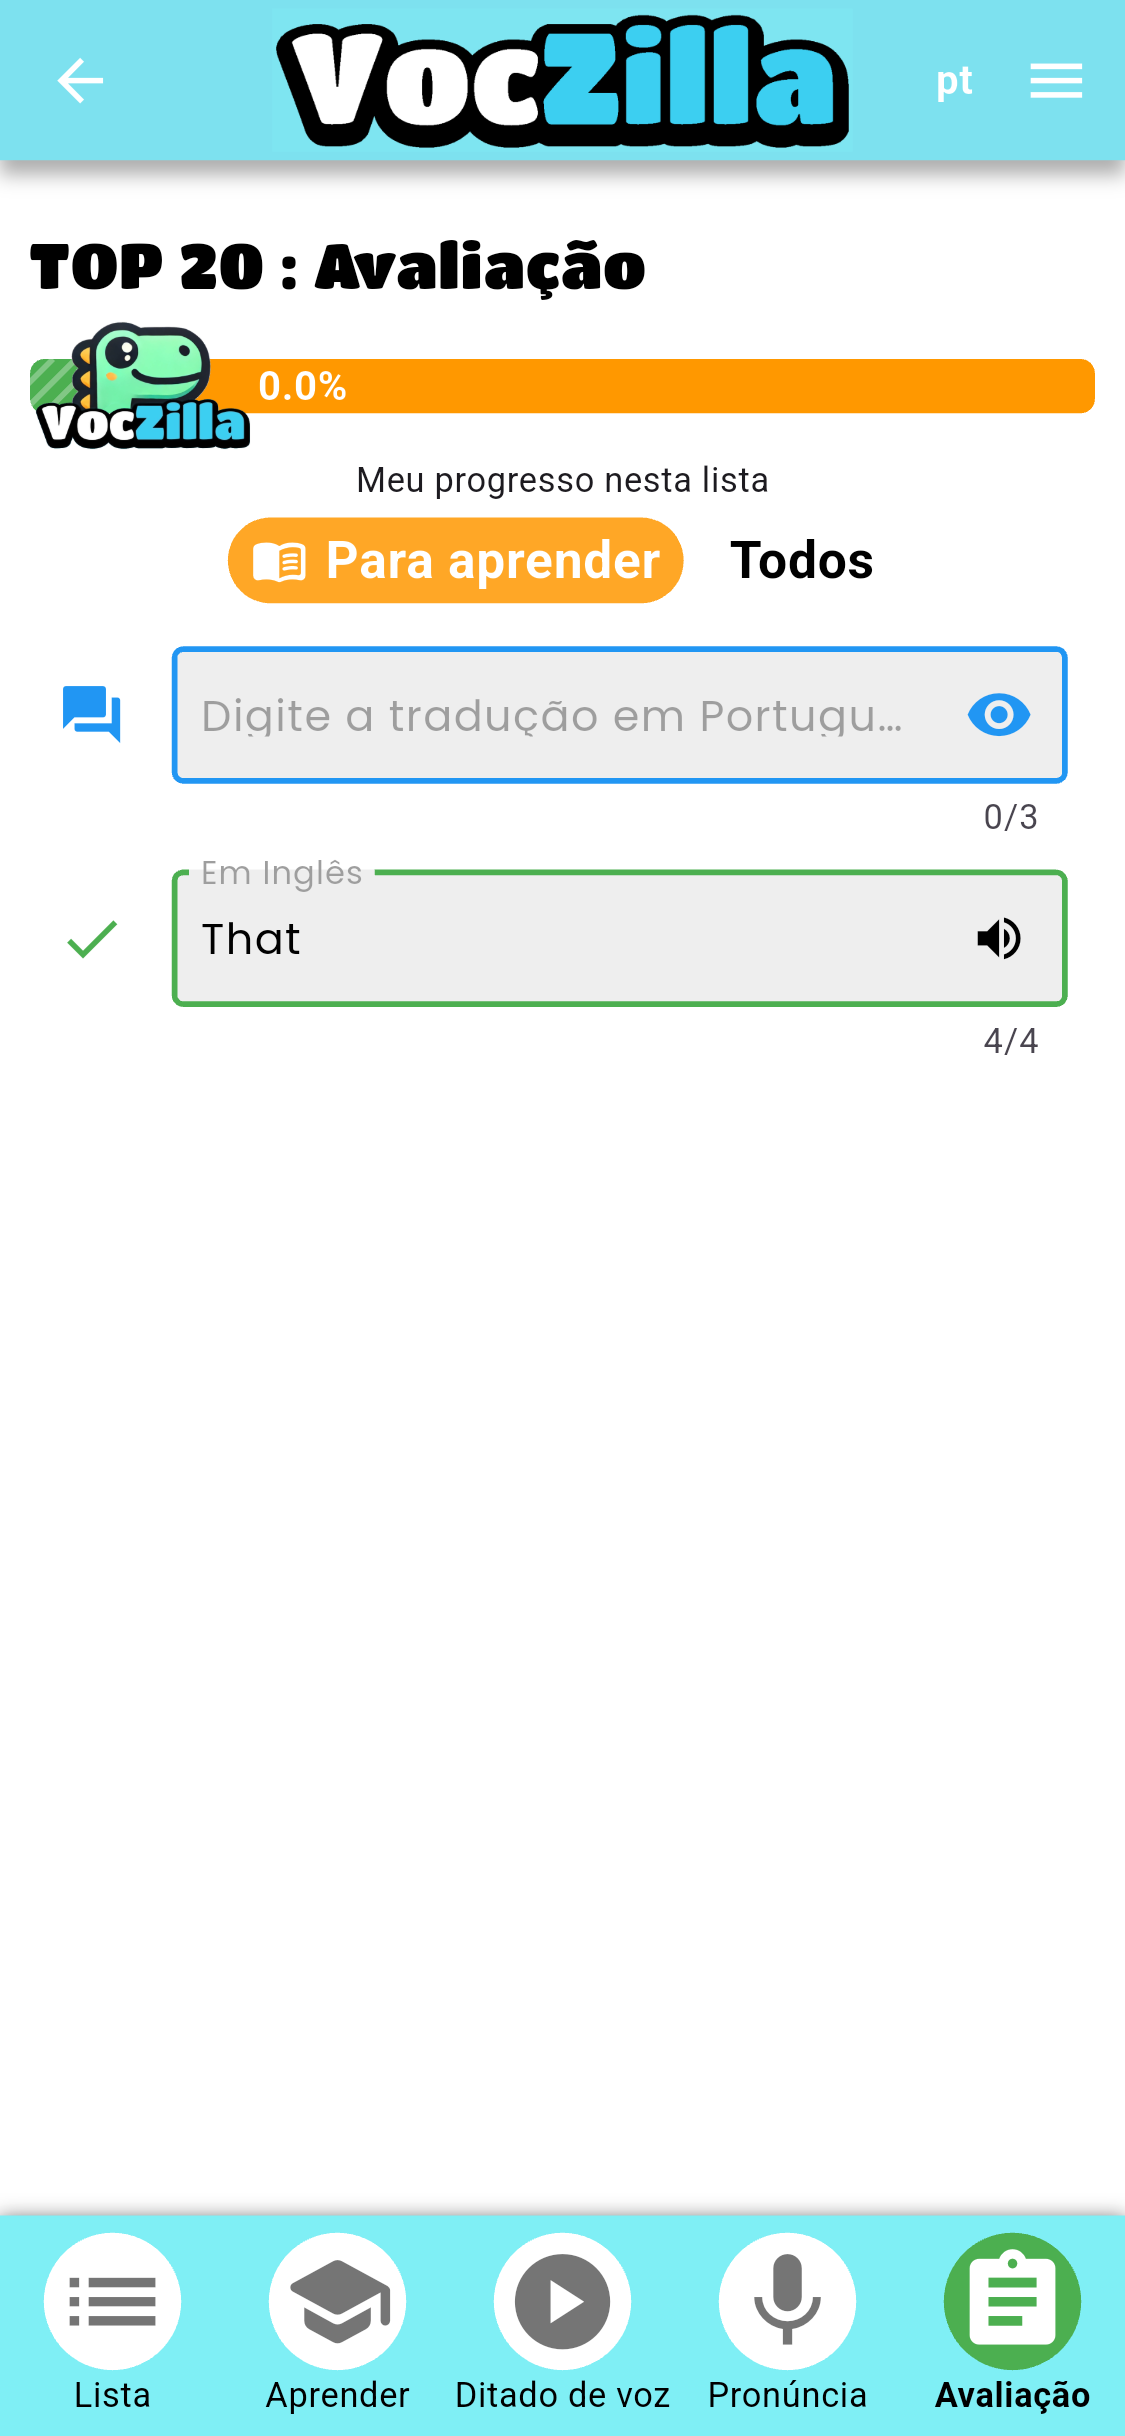 VocZilla
pt
TOP 20 : Avaliação
0.0%
VocZilla
Meu progresso nesta lista
Para aprender
Todos
Digite a tradução em Portugu...
0/3
Em Inglês
That
4/4
Lista
Aprender
Ditado de voz
Pronúncia
Avaliação